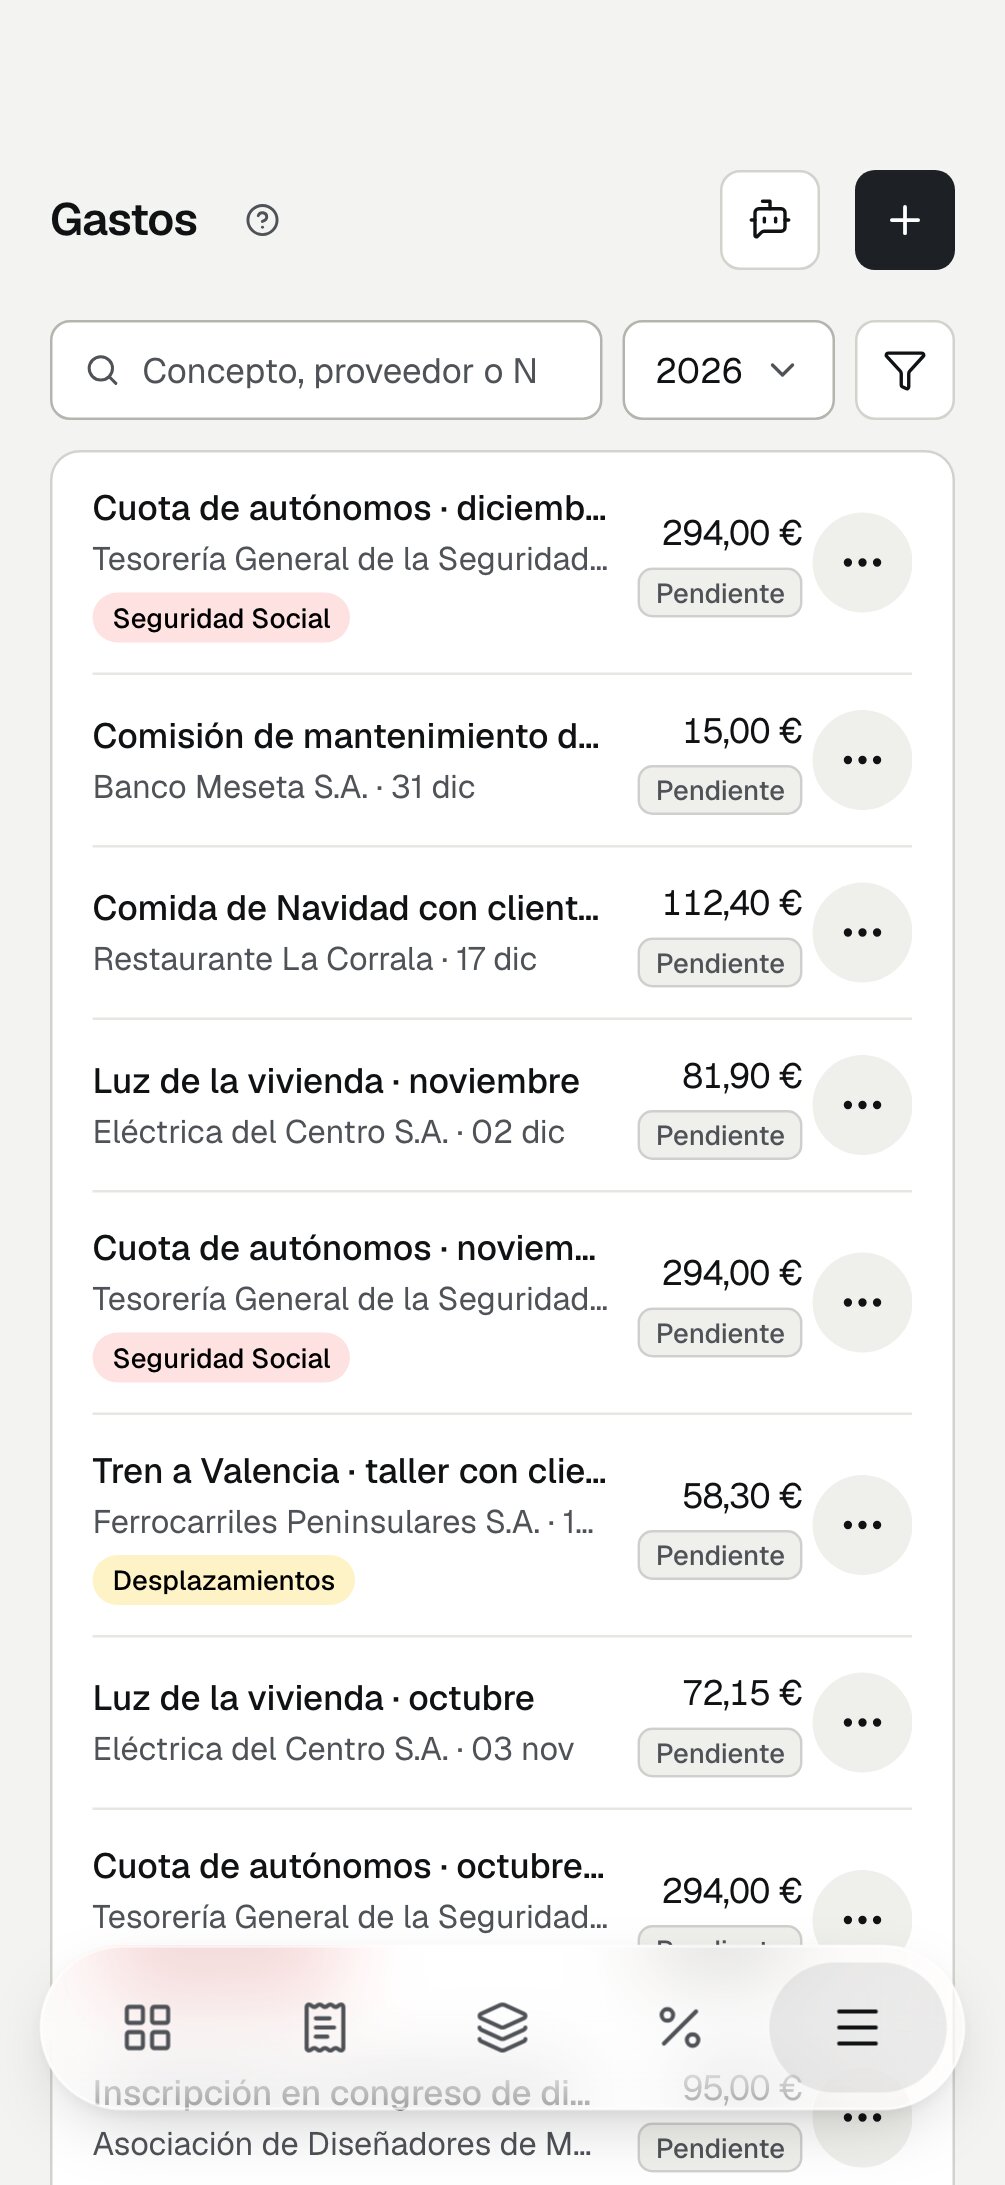 Gastos
Concepto, proveedor o N
2026
Cuota de autónomos · diciemb...
294,00 €
Tesorería General de la Seguridad...
Pendiente
Seguridad Social
Comisión de mantenimiento d...
15,00 €
Banco Meseta S.A. · 31 dic
Pendiente
Comida de Navidad con client...
112,40 €
Restaurante La Corrala · 17 dic
Pendiente
Luz de la vivienda · noviembre
81,90 €
Eléctrica del Centro S.A. · 02 dic
Pendiente
Cuota de autónomos · noviem...
294,00 €
Tesorería General de la Seguridad...
Pendiente
Seguridad Social
Tren a Valencia · taller con clie...
58,30 €
Ferrocarriles Peninsulares S.A. · 1...
Pendiente
Desplazamientos
Luz de la vivienda · octubre
72,15 €
Eléctrica del Centro S.A. · 03 nov
Pendiente
Cuota de autónomos · octubre...
294,00 €
Tesorería General de la Seguridad...
Pendiente
Inscripción en congreso de di...
95,00 €
Asociación de Diseñadores de M...
Pendiente